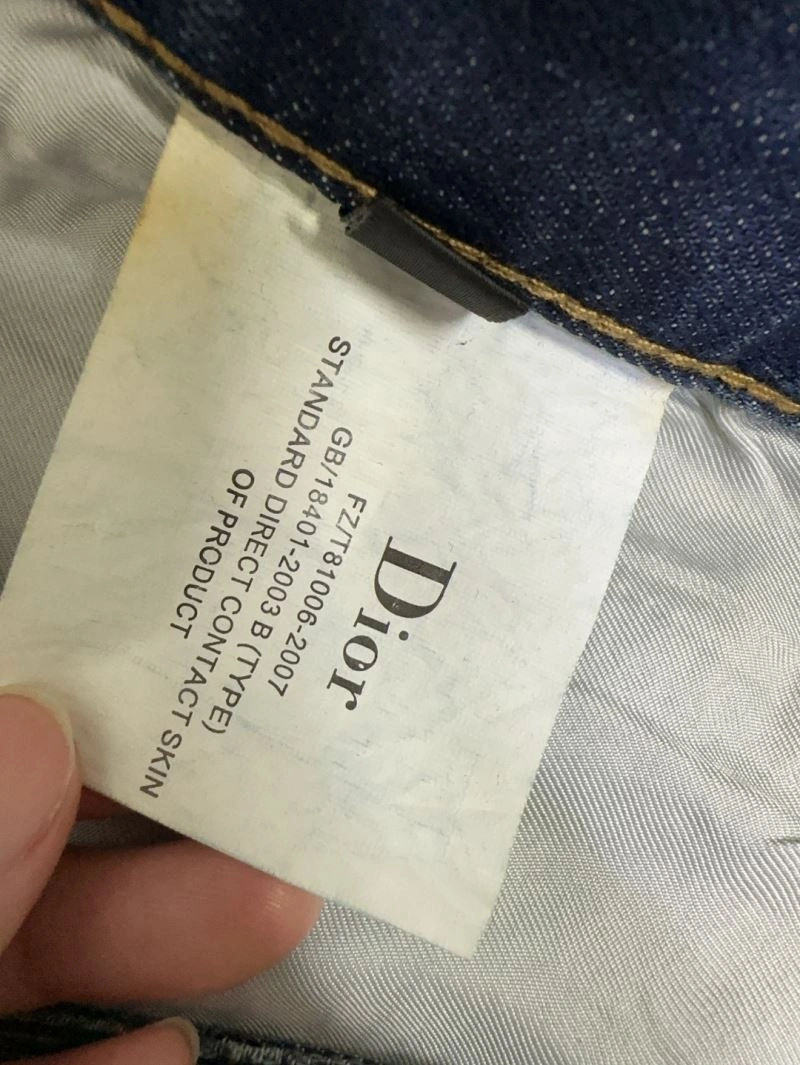 Dior
FZ/T81006-2007
GB/18401-2003 B (TYPE)
STANDARD DIRECT CONTACT SKIN
OF PRODUCT